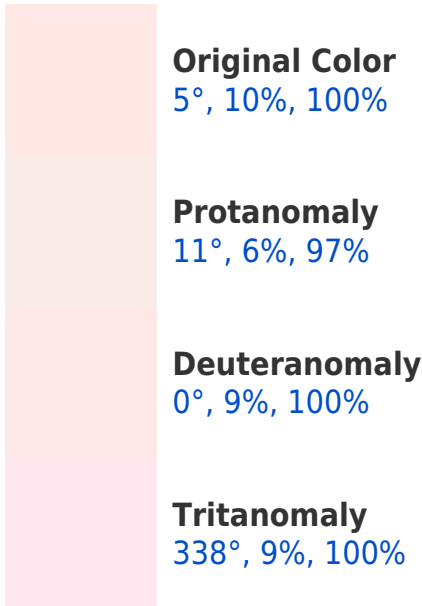 Original Color
5°, 10%, 100%
Protanomaly
11°, 6%, 97%
Deuteranomaly
0°, 9%, 100%
Tritanomaly
338°, 9%, 100%